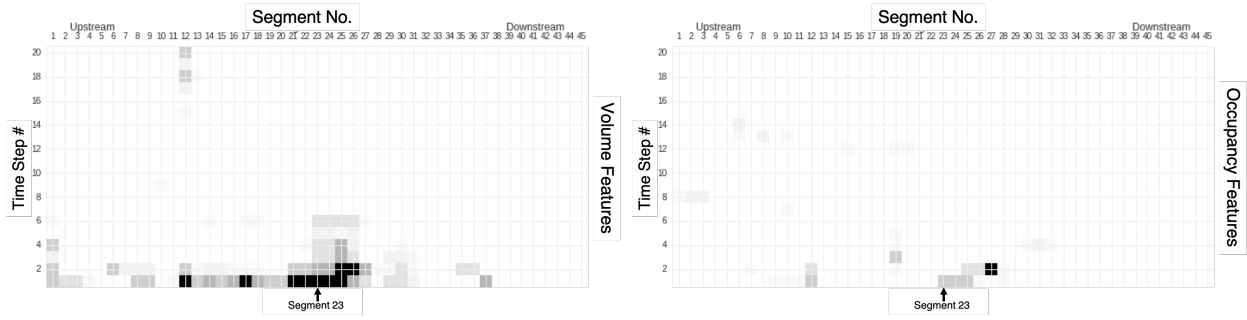 Segment No.
Upstream Downstream
1 2 3 4 5 6 7 8 9 10 11 12 13 14 15 16 17 18 19 20 21 22 23 24 25 26 27 28 29 30 31 32 33 34 35 36 37 38 39 40 41 42 43 44 45
20
18
16
14
12
10
8
6
4
2
Time Step #
Volume Features
Segment 23
Segment No.
Upstream Downstream
1 2 3 4 5 6 7 8 9 10 11 12 13 14 15 16 17 18 19 20 21 22 23 24 25 26 27 28 29 30 31 32 33 34 35 36 37 38 39 40 41 42 43 44 45
20
18
16
14
12
10
8
6
4
2
Time Step #
Occupancy Features
Segment 23